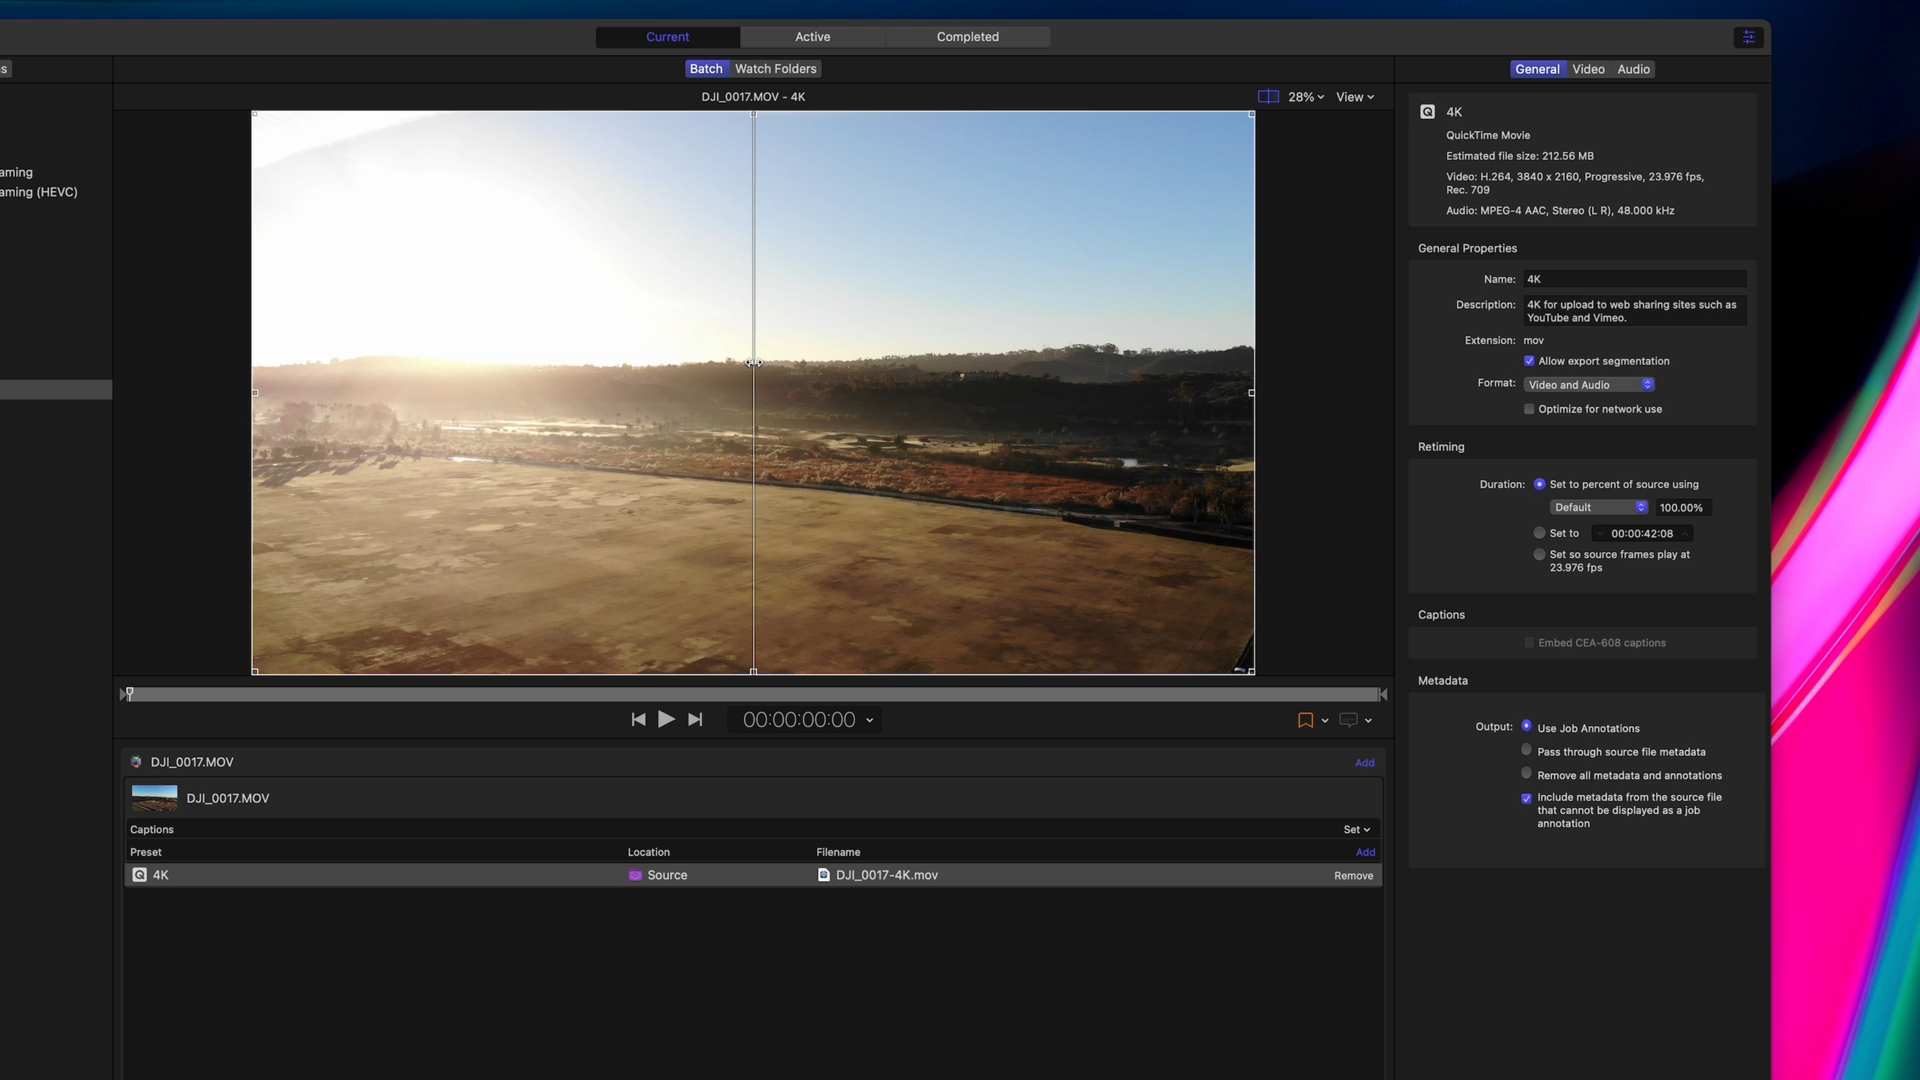 Current
Active
Completed
s
Batch
Watch Folders
General
Video
Audio
DJI_0017.MOV - 4K
28%
View
4K
QuickTime Movie
Estimated file size: 212.56 MB
Video: H.264, 3840 x 2160, Progressive, 23.976 fps,
Rec. 709
Audio: MPEG-4 AAC, Stereo (L R), 48.000 kHz
aming
aming (HEVC)
General Properties
Name: 4K
Description: 4K for upload to web sharing sites such as
YouTube and Vimeo.
Extension: mov
Allow export segmentation
Format: Video and Audio
Optimize for network use
Retiming
Duration: Set to percent of source using
Default 100.00%
Set to 00:00:42:08
Set so source frames play at
23.976 fps
Captions
Embed CEA-608 captions
Metadata
Output: Use Job Annotations
Pass through source file metadata
Remove all metadata and annotations
Include metadata from the source file
that cannot be displayed as a job
annotation
00:00:00:00
DJI_0017.MOV
Add
DJI_0017.MOV
Captions
Set
Preset
Location
Filename
Add
4K
Source
DJI_0017-4K.mov
Remove